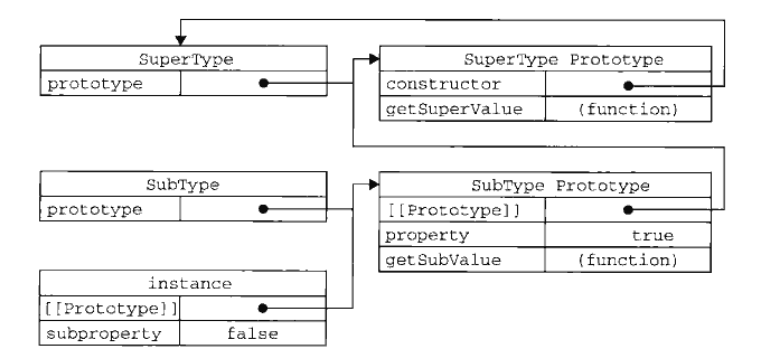 SuperType
prototype
SuperType Prototype
constructor
getSuperValue (function)
SubType
prototype
SubType Prototype
[[Prototype]]
property true
getSubValue (function)
instance
[[Prototype]]
subproperty false